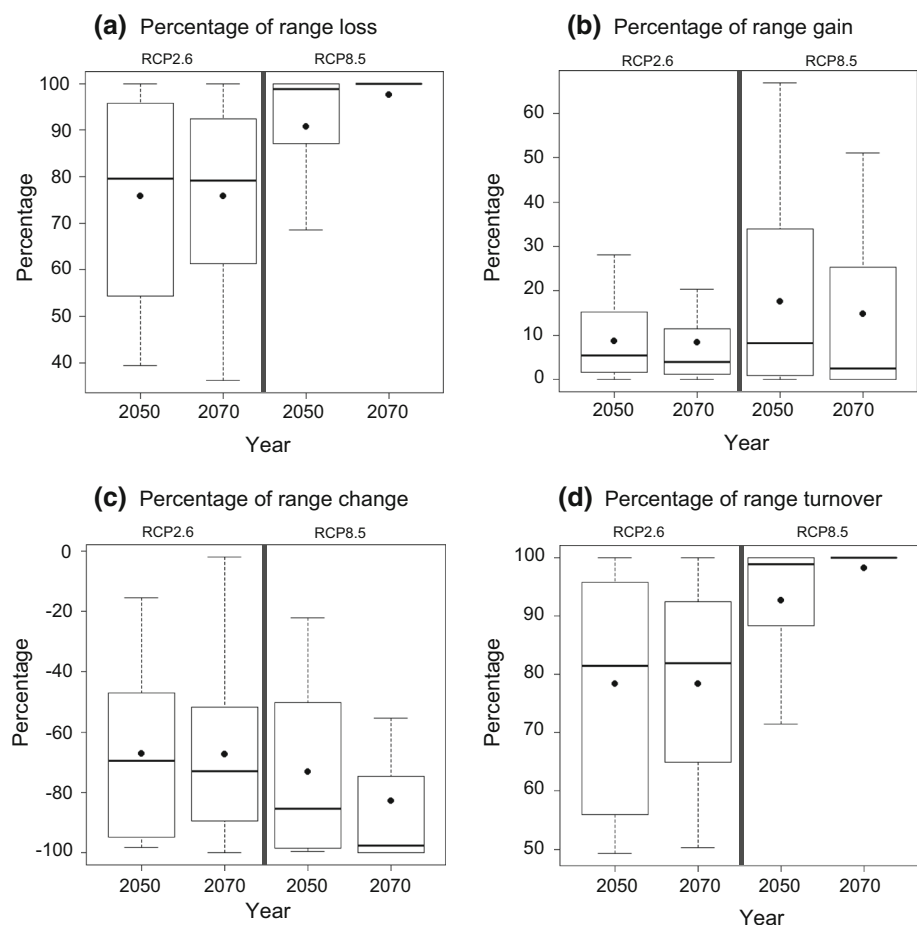 (a) Percentage of range loss
RCP2.6 RCP8.5
Percentage
100
90
80
70
60
50
40
2050 2070 2050 2070
Year
(b) Percentage of range gain
RCP2.6 RCP8.5
Percentage
60
50
40
30
20
10
0
2050 2070 2050 2070
Year
(c) Percentage of range change
RCP2.6 RCP8.5
Percentage
0
-20
-40
-60
-80
-100
2050 2070 2050 2070
Year
(d) Percentage of range turnover
RCP2.6 RCP8.5
Percentage
100
90
80
70
60
50
2050 2070 2050 2070
Year